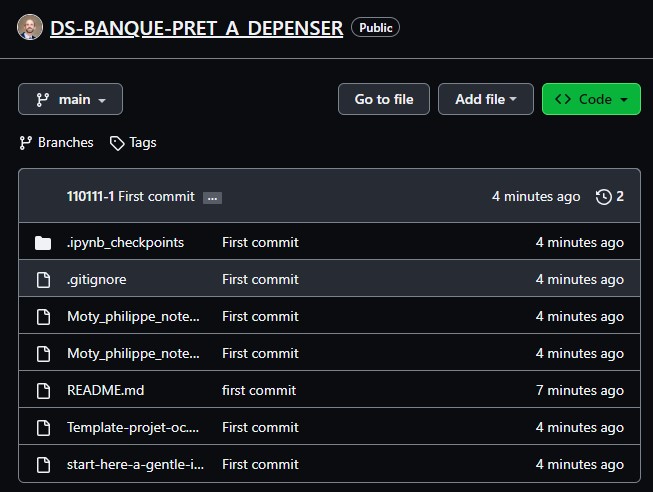 DS-BANQUE-PRET_A_DEPENSER Public
main Go to file Add file Code
Branches Tags
110111-1 First commit ... 4 minutes ago 2
.ipynb_checkpoints First commit 4 minutes ago
.gitignore First commit 4 minutes ago
Moty_philippe_note... First commit 4 minutes ago
Moty_philippe_note... First commit 4 minutes ago
README.md first commit 7 minutes ago
Template-projet-oc.... First commit 4 minutes ago
start-here-a-gentle-i... First commit 4 minutes ago